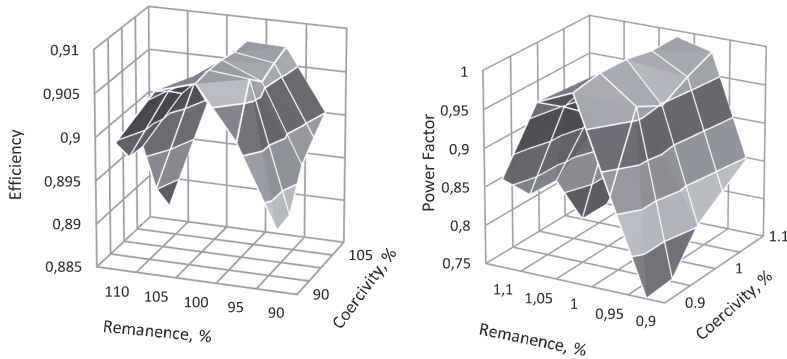 0,91
0,905
0,9
0,895
0,89
0,885
Efficiency
110 105 100 95 90
Remanence, %
90
105
Coercivity, %
1
0,95
0,9
0,85
0,8
0,75
Power Factor
1,1 1,05 1 0,95 0,9
Remanence, %
0.9
1
1.1
Coercivity, %